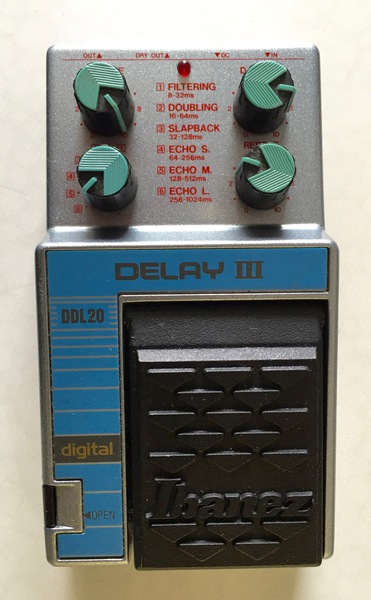 OUT▲ DRY OUT▲ ▼DC ▼IN
1 FILTERING
8-32ms
2 DOUBLING
16-64ms
3 SLAPBACK
32-128ms
4 ECHO S.
64-256ms
5 ECHO M.
128-512ms
6 ECHO L.
256-1024ms
DELAY III
DDL20
digital
◀OPEN
Ibanez